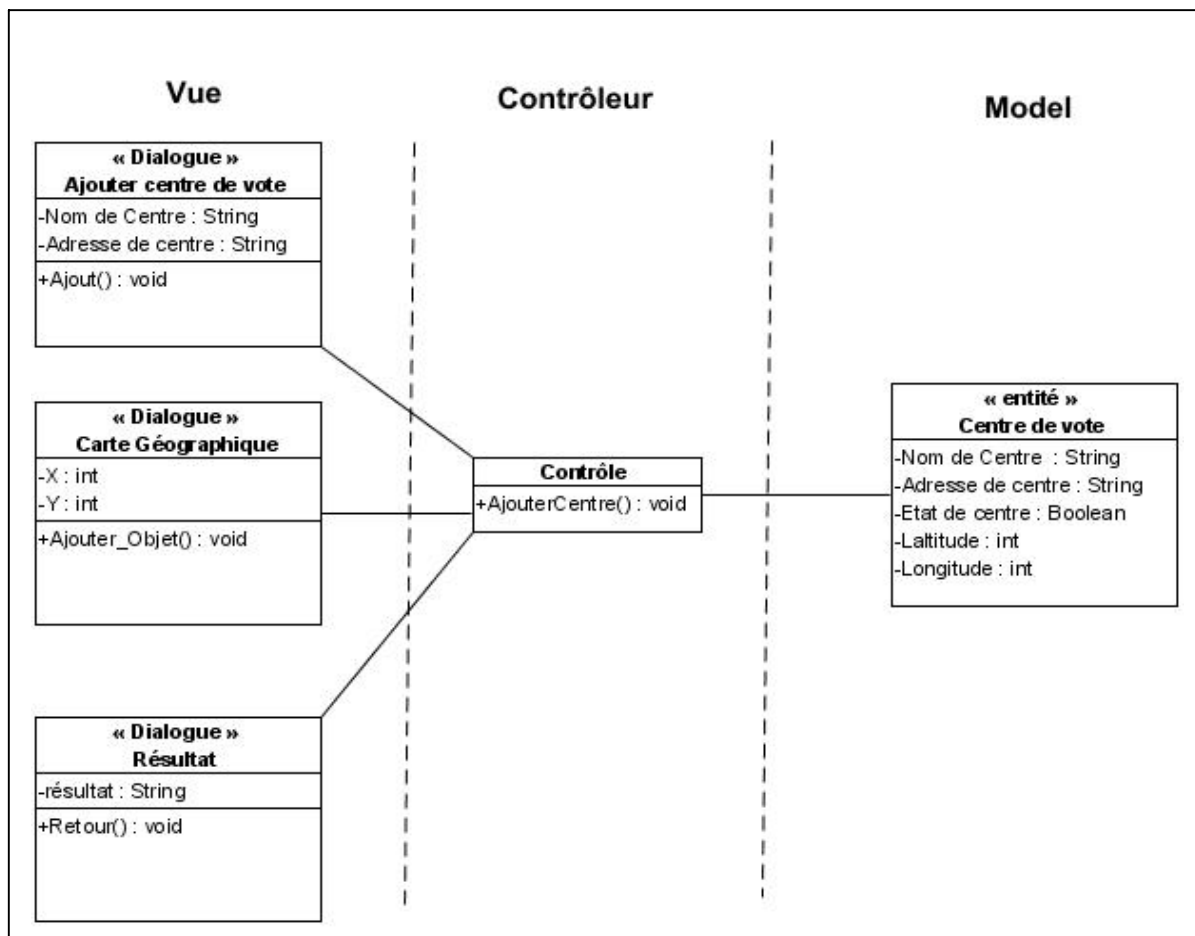 Vue
Contrôleur
Model
« Dialogue »
Ajouter centre de vote
-Nom de Centre : String
-Adresse de centre : String
+Ajout() : void
« Dialogue »
Carte Géographique
-X : int
-Y : int
+Ajouter_Objet() : void
« Dialogue »
Résultat
-résultat : String
+Retour() : void
Contrôle
+AjouterCentre() : void
« entité »
Centre de vote
-Nom de Centre : String
-Adresse de centre : String
-Etat de centre : Boolean
-Laltitude : int
-Longitude : int